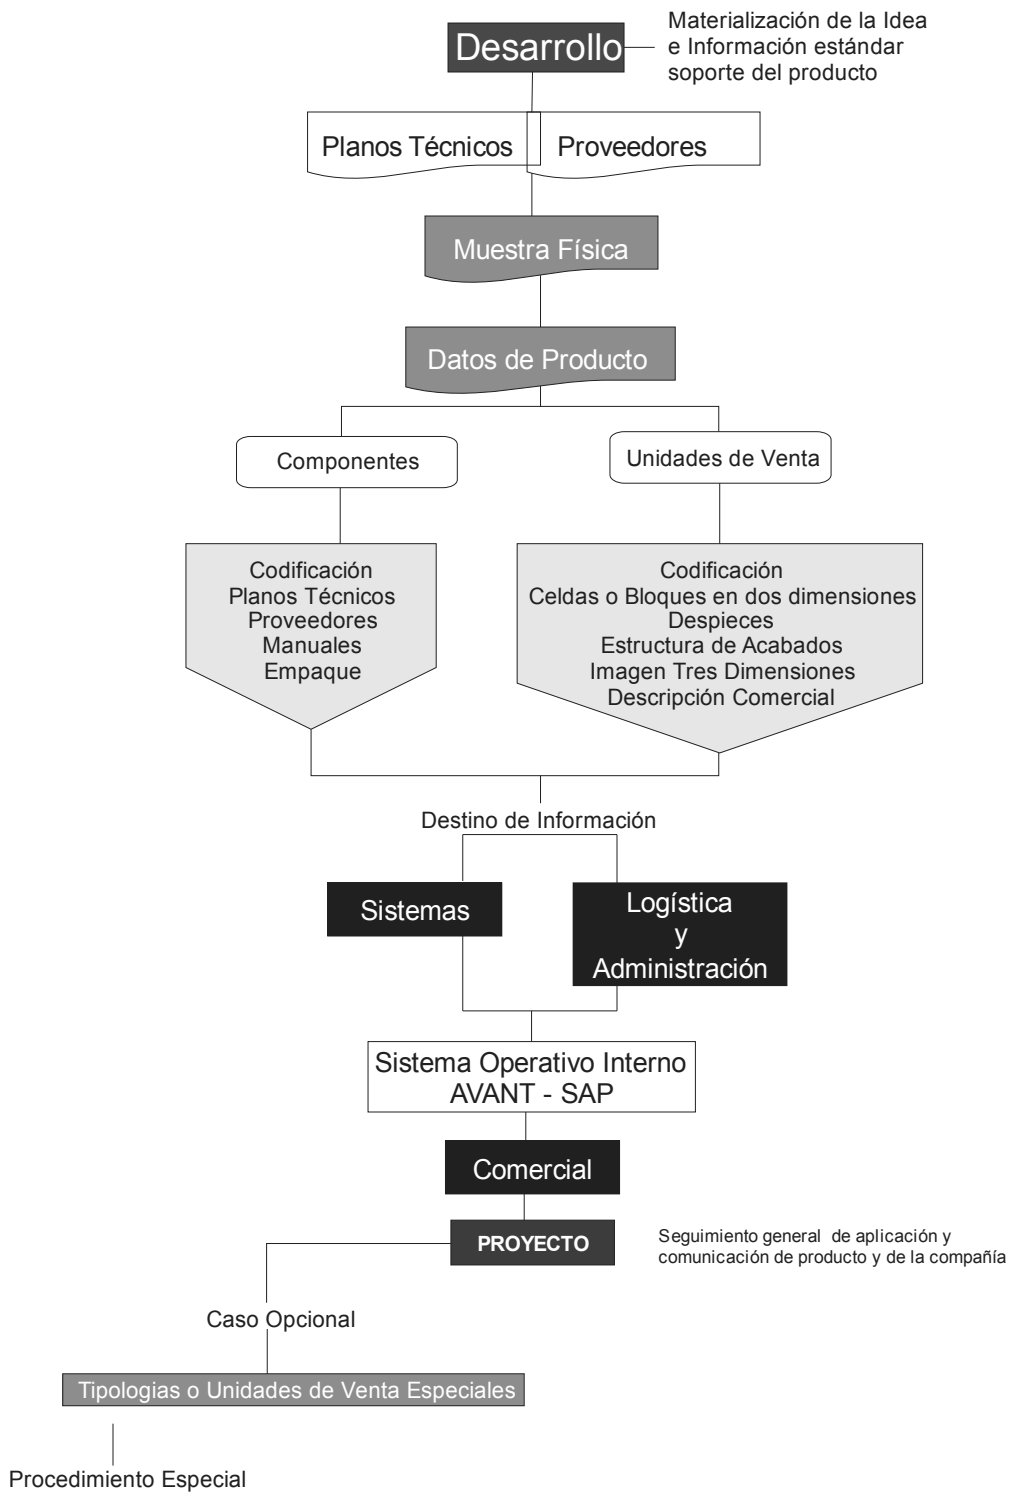 Desarrollo
Materialización de la Idea
e Información estándar
soporte del producto
Planos Técnicos
Proveedores
Muestra Física
Datos de Producto
Componentes
Unidades de Venta
Codificación
Planos Técnicos
Proveedores
Manuales
Empaque
Codificación
Celdas o Bloques en dos dimensiones
Despieces
Estructura de Acabados
Imagen Tres Dimensiones
Descripción Comercial
Destino de Información
Sistemas
Logística
y
Administración
Sistema Operativo Interno
AVANT - SAP
Comercial
PROYECTO
Seguimiento general de aplicación y
comunicación de producto y de la compañía
Caso Opcional
Tipologias o Unidades de Venta Especiales
Procedimiento Especial